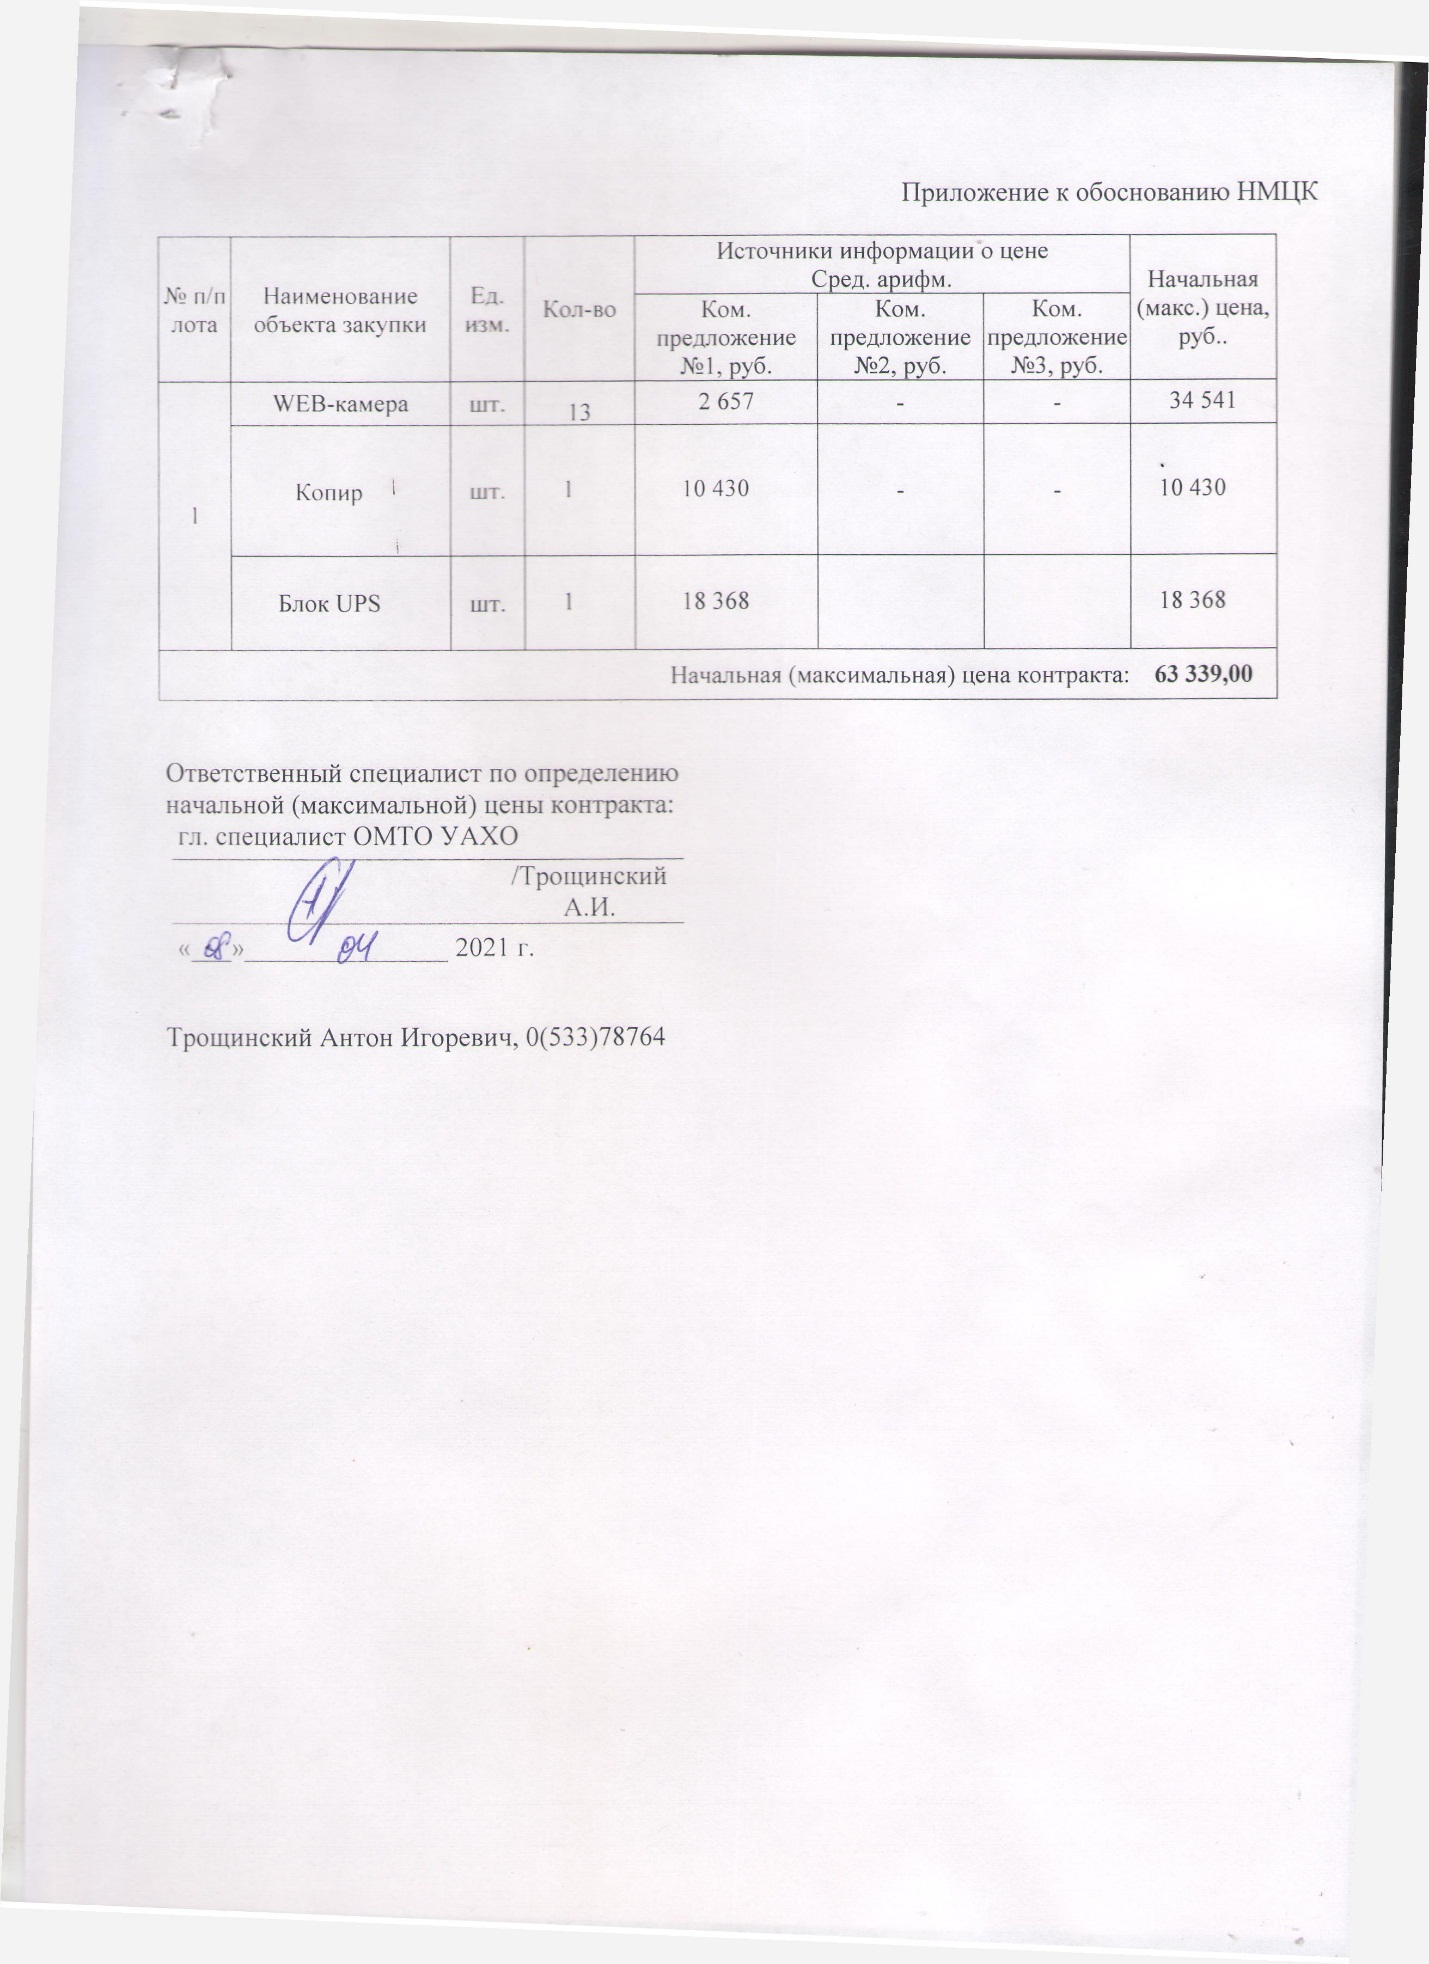 Приложение к обоснованию НМЦК
№ п/п лота
Наименование объекта закупки
Ед. изм.
Кол-во
Источники информации о цене
Сред. арифм.
Ком. предложение №1, руб.
Ком. предложение №2, руб.
Ком. предложение №3, руб.
Начальная (макс.) цена, руб..
1
WEB-камера шт. 13 2 657 - - 34 541
Копир шт. 1 10 430 - - 10 430
Блок UPS шт. 1 18 368 18 368
Начальная (максимальная) цена контракта: 63 339,00
Ответственный специалист по определению
начальной (максимальной) цены контракта:
гл. специалист ОМТО УАХО
/Трощинский
А.И.
«08» 04 2021 г.
Трощинский Антон Игоревич, 0(533)78764